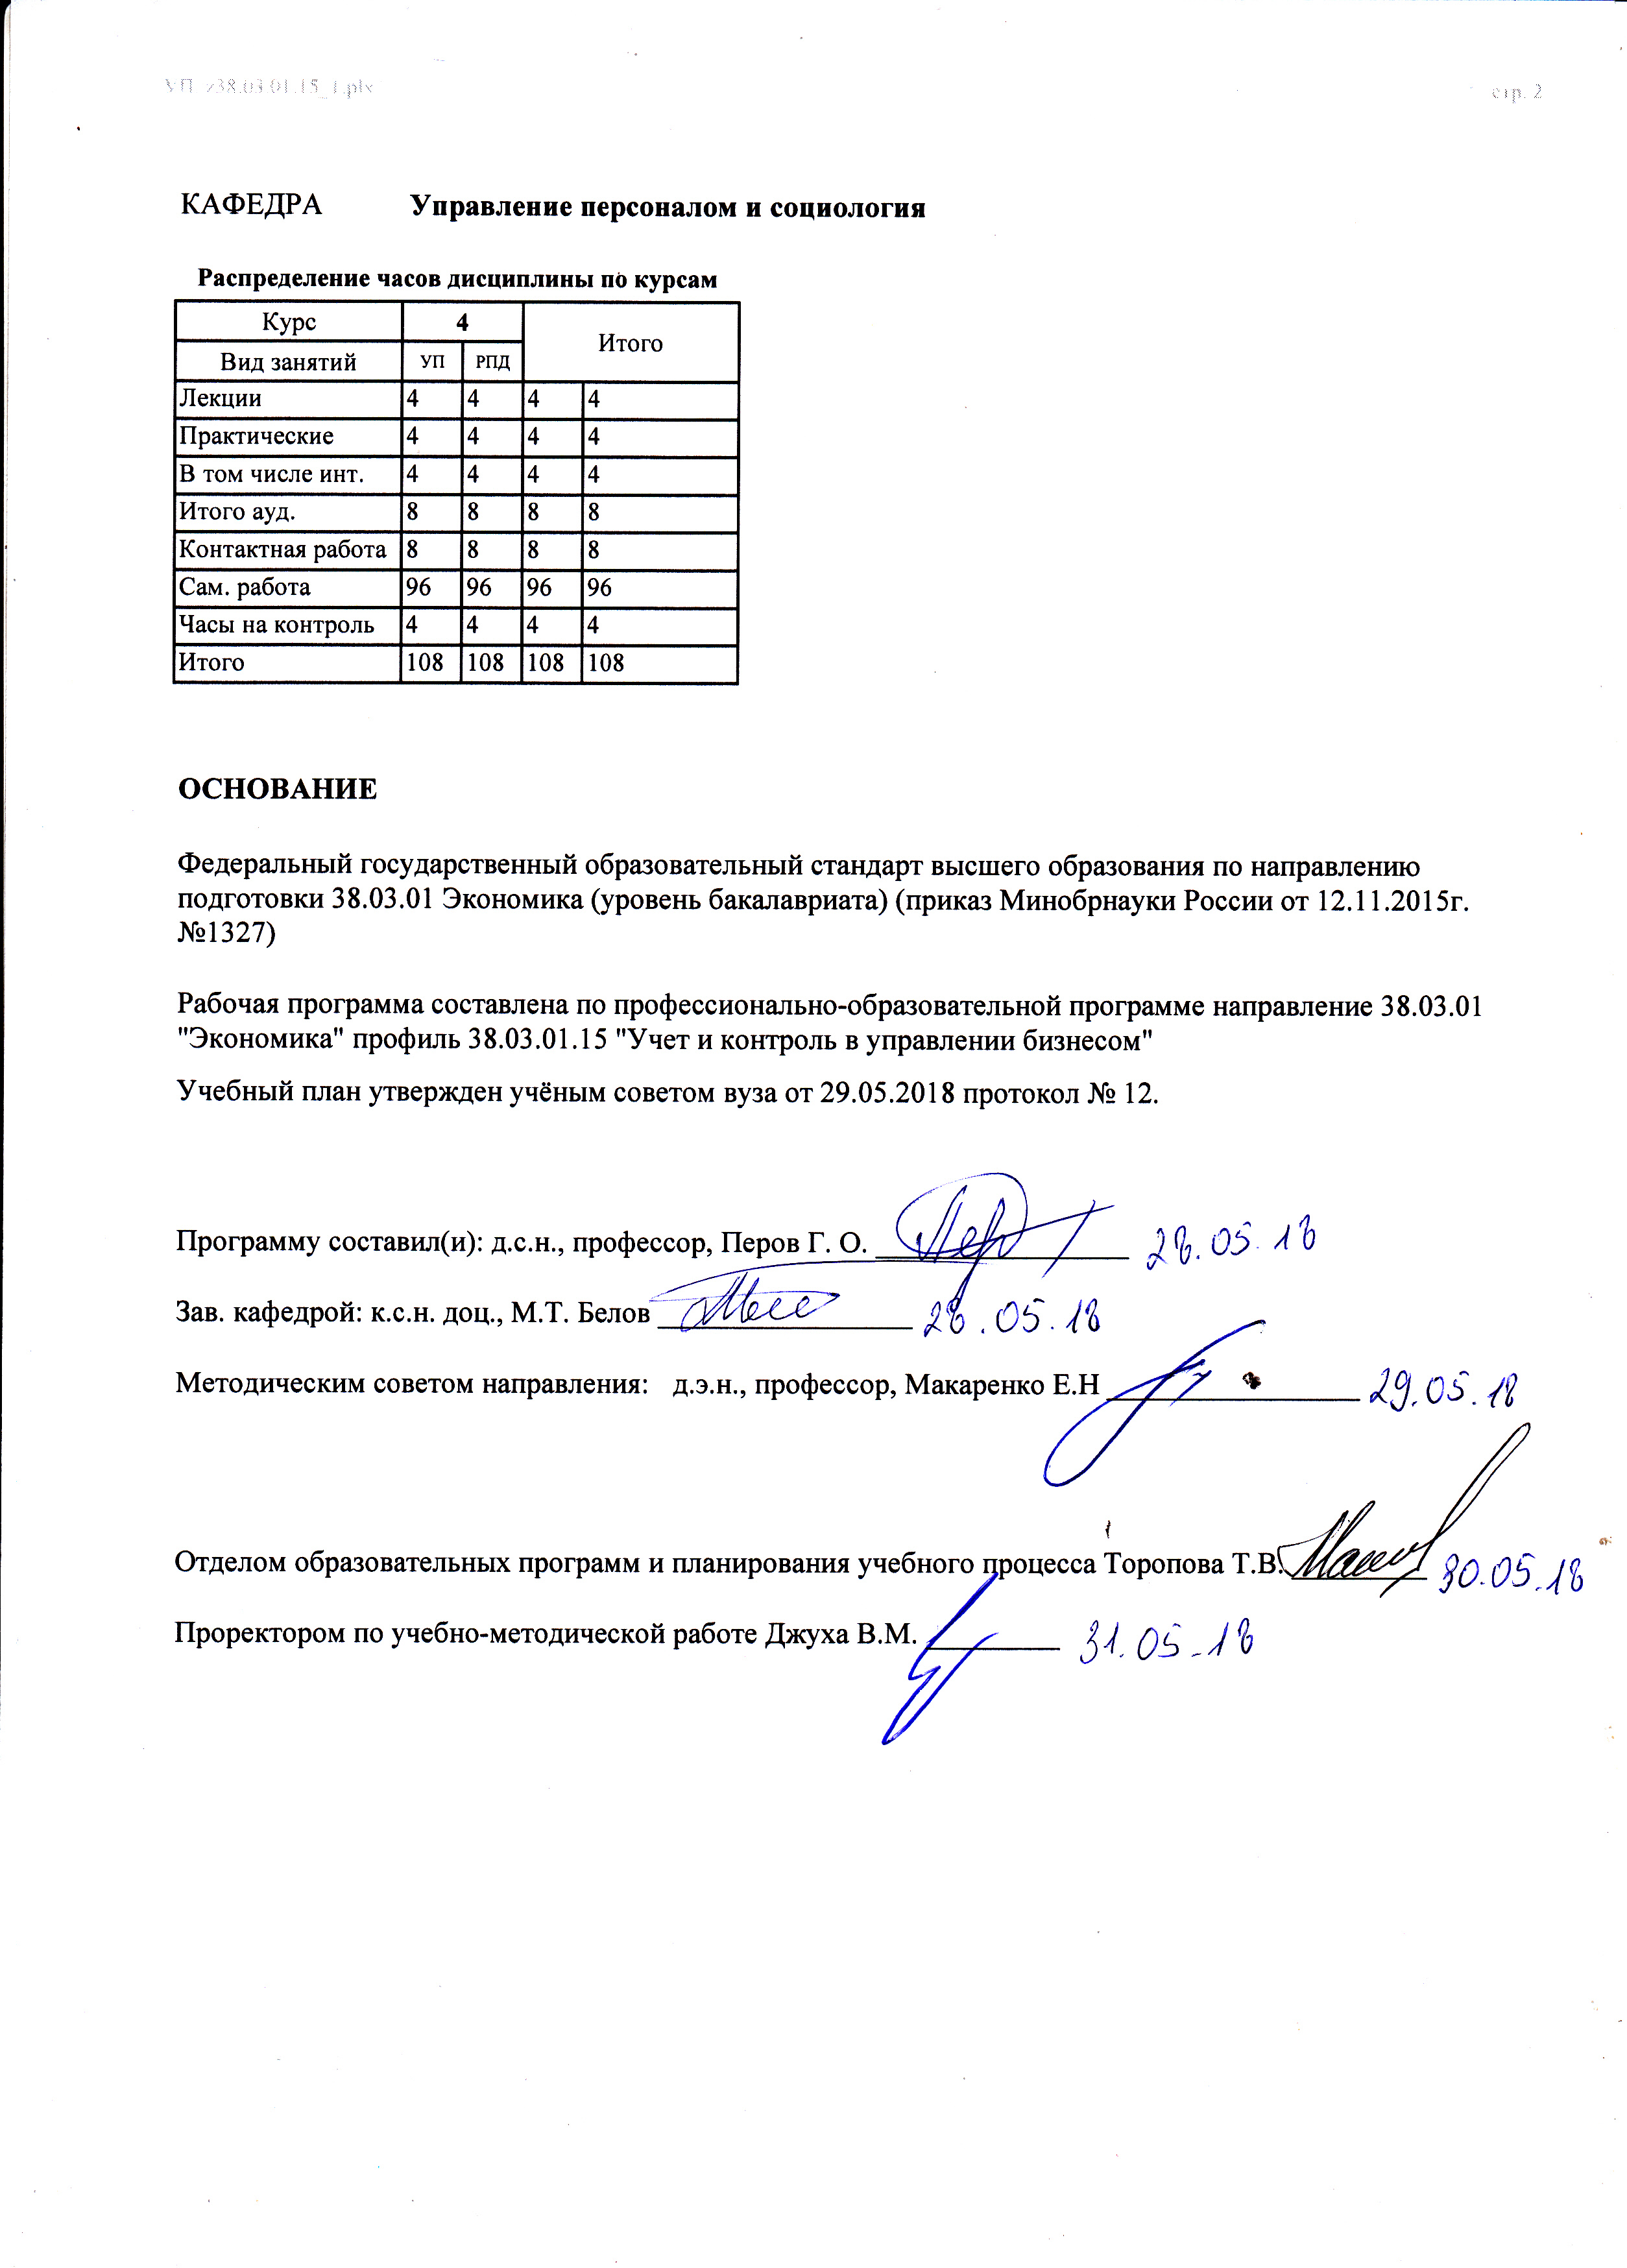 УП: z38.03.01.15_1.plx
стр. 2
КАФЕДРА Управление персоналом и социология
Распределение часов дисциплины по курсам
Курс 4 Итого
Вид занятий УП РПД
Лекции 4 4 4 4
Практические 4 4 4 4
В том числе инт. 4 4 4 4
Итого ауд. 8 8 8 8
Контактная работа 8 8 8 8
Сам. работа 96 96 96 96
Часы на контроль 4 4 4 4
Итого 108 108 108 108
ОСНОВАНИЕ
Федеральный государственный образовательный стандарт высшего образования по направлению
подготовки 38.03.01 Экономика (уровень бакалавриата) (приказ Минобрнауки России от 12.11.2015г.
№1327)
Рабочая программа составлена по профессионально-образовательной программе направление 38.03.01
"Экономика" профиль 38.03.01.15 "Учет и контроль в управлении бизнесом"
Учебный план утвержден учёным советом вуза от 29.05.2018 протокол № 12.
Программу составил(и): д.с.н., профессор, Перов Г. О. 28.05.18
Зав. кафедрой: к.с.н. доц., М.Т. Белов 28.05.18
Методическим советом направления: д.э.н., профессор, Макаренко Е.Н 29.05.18
Отделом образовательных программ и планирования учебного процесса Торопова Т.В. 30.05.18
Проректором по учебно-методической работе Джуха В.М. 31.05-18